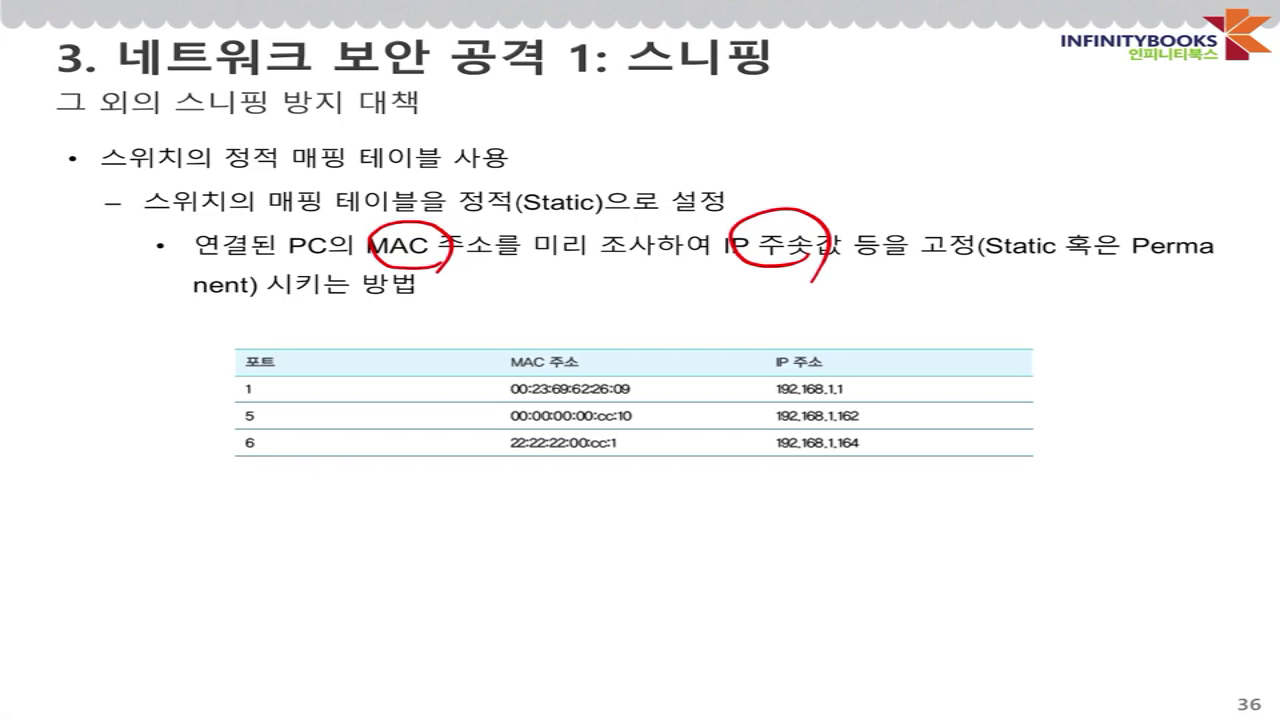 INFINITYBOOKS
인피니티북스
3. 네트워크 보안 공격 1: 스니핑
그 외의 스니핑 방지 대책
• 스위치의 정적 매핑 테이블 사용
– 스위치의 매핑 테이블을 정적(Static)으로 설정
• 연결된 PC의 MAC 주소를 미리 조사하여 IP 주솟값 등을 고정(Static 혹은 Perma
nent) 시키는 방법
포트 MAC 주소 IP 주소
1 00:23:69:62:26:09 192.168.1.1
5 00:00:00:00:cc:10 192.168.1.162
6 22:22:22:00:cc:1 192.168.1.164
36